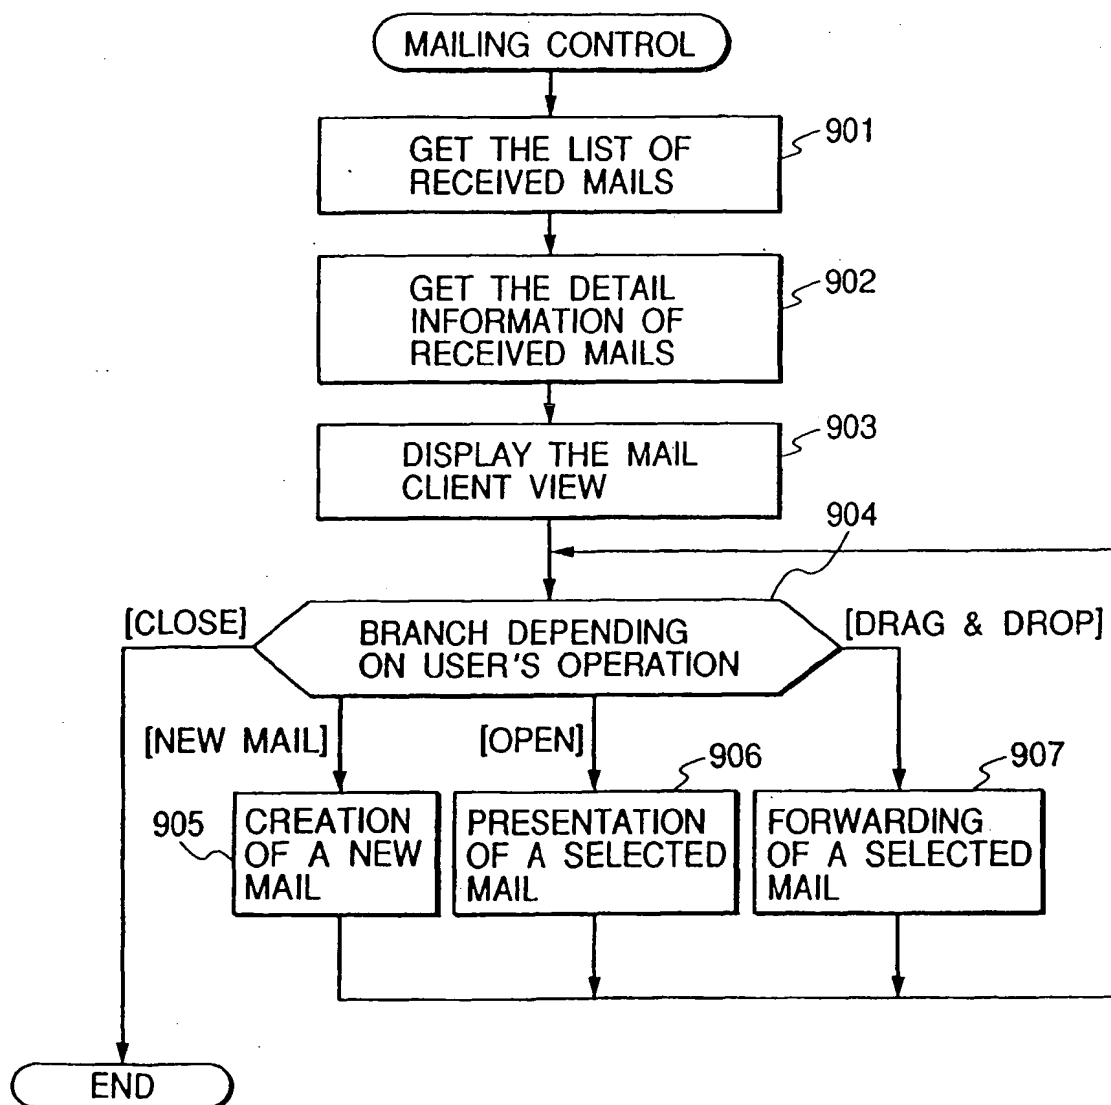 MAILING CONTROL
901
GET THE LIST OF
RECEIVED MAILS
902
GET THE DETAIL
INFORMATION OF
RECEIVED MAILS
903
DISPLAY THE MAIL
CLIENT VIEW
904
[CLOSE]
BRANCH DEPENDING
ON USER'S OPERATION
[DRAG & DROP]
[NEW MAIL]
[OPEN]
906
907
905
CREATION
OF A NEW
MAIL
PRESENTATION
OF A SELECTED
MAIL
FORWARDING
OF A SELECTED
MAIL
END